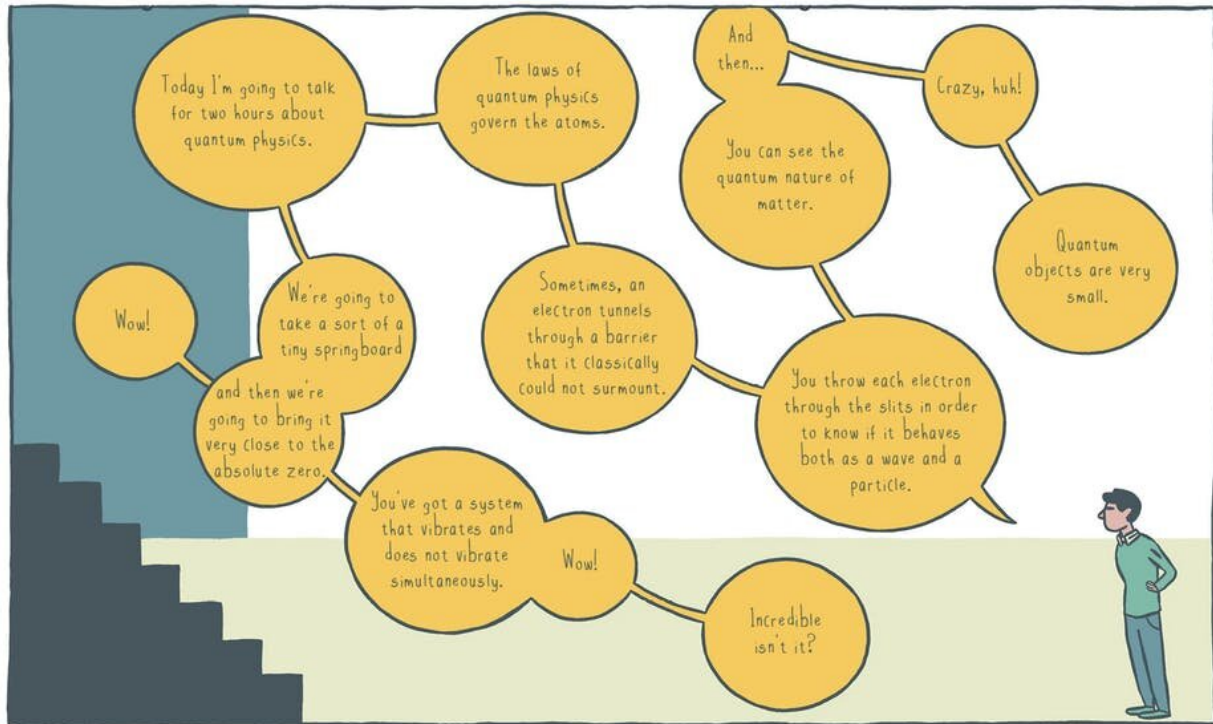 Today I'm going to talk
for two hours about
quantum physics.
The laws of
quantum physics
govern the atoms.
Sometimes, an
electron tunnels
through a barrier
that it classically
could not surmount.
You throw each electron
through the slits in order
to know if it behaves
both as a wave and a
particle.
You can see the
quantum nature of
matter.
And
then...
Crazy, huh!
Quantum
objects are very
small.
We're going to
take a sort of a
tiny springboard
and then we're
going to bring it
very close to the
absolute zero.
Wow!
You've got a system
that vibrates and
does not vibrate
simultaneously.
Wow!
Incredible
isn't it?